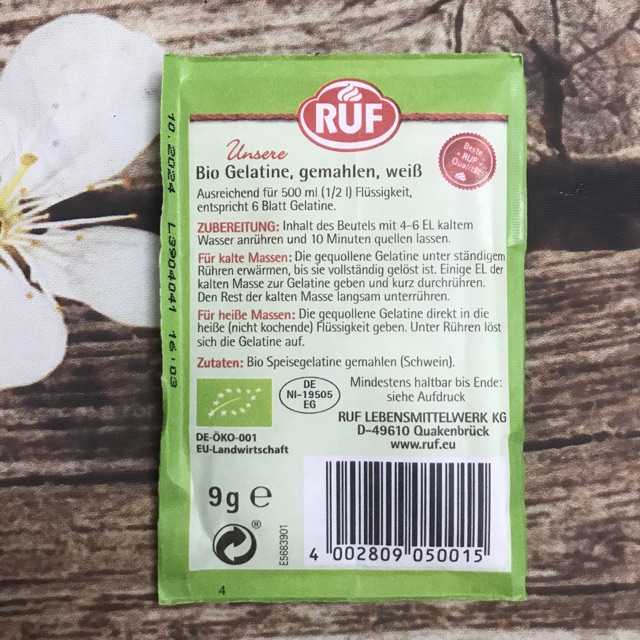 RUF
Beste
RUF
Qualität
Unsere
Bio Gelatine, gemahlen, weiß
Ausreichend für 500 ml (1/2 l) Flüssigkeit,
entspricht 6 Blatt Gelatine.
ZUBEREITUNG: Inhalt des Beutels mit 4–6 EL kaltem
Wasser anrühren und 10 Minuten quellen lassen.
Für kalte Massen: Die gequollene Gelatine unter ständigem
Rühren erwärmen, bis sie vollständig gelöst ist. Einige EL der
kalten Masse zur Gelatine geben und kurz durchrühren.
Den Rest der kalten Masse langsam unterrühren.
Für heiße Massen: Die gequollene Gelatine direkt in die
heiße (nicht kochende) Flüssigkeit geben. Unter Rühren löst
sich die Gelatine auf.
Zutaten: Bio Speisegelatine gemahlen (Schwein).
DE
NI-19505
EG
Mindestens haltbar bis Ende:
siehe Aufdruck
RUF LEBENSMITTELWERK KG
D–49610 Quakenbrück
www.ruf.eu
DE-ÖKO-001
EU-Landwirtschaft
9g e
®
E5683901
4 002809 050015
4
10.2024 L3904041 16:03